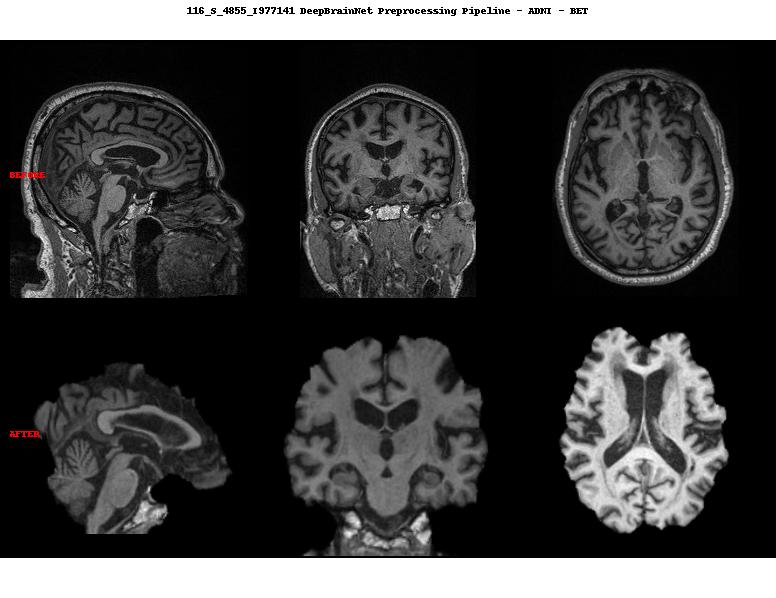 116_S_4855_I977141 DeepBrainNet Preprocessing Pipeline - ADNI - BET
BEFORE
AFTER